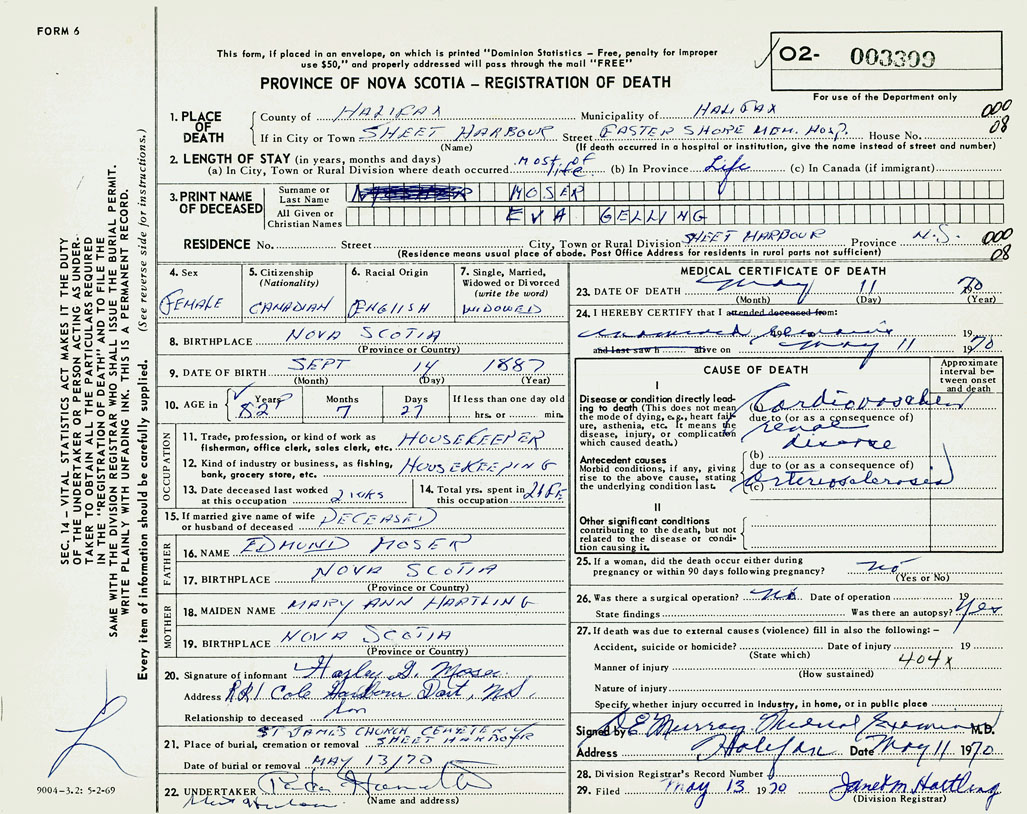 FORM 6
This form, if placed in an envelope, on which is printed "Dominion Statistics – Free, penalty for improper
use $50," and properly addressed will pass through the mail "FREE"
PROVINCE OF NOVA SCOTIA – REGISTRATION OF DEATH
02- 003399
For use of the Department only
SEC. 14 – VITAL STATISTICS ACT MAKES IT THE DUTY
OF THE UNDERTAKER OR PERSON ACTING AS UNDER-
TAKER TO OBTAIN ALL THE PARTICULARS REQUIRED
IN THE "REGISTRATION OF DEATH" AND TO FILE THE
SAME WITH THE DIVISION REGISTRAR WHO SHALL ISSUE THE BURIAL PERMIT.
WRITE PLAINLY WITH UNFADING INK. THIS IS A PERMANENT RECORD.
Every item of information should be carefully supplied. (See reverse side for instructions.)
1. PLACE OF DEATH
County of HALIFAX Municipality of HALIFAX 000
If in City or Town SHEET HARBOUR Street EASTER SHORE MEM. HOSP. House No. 08
(Name) (If death occurred in a hospital or institution, give the name instead of street and number)
2. LENGTH OF STAY (in years, months and days)
(a) In City, Town or Rural Division where death occurred most of life (b) In Province Life (c) In Canada (if immigrant)
3. PRINT NAME OF DECEASED
Surname or Last Name MOSER
All Given or Christian Names EVA GELLING
RESIDENCE No. Street City, Town or Rural Division SHEET HARBOUR Province N.S. 000
(Residence means usual place of abode. Post Office Address for residents in rural parts not sufficient) 08
4. Sex FEMALE
5. Citizenship (Nationality) CANADIAN
6. Racial Origin ENGLISH
7. Single, Married, Widowed or Divorced (write the word) WIDOWED
8. BIRTHPLACE NOVA SCOTIA
(Province or Country)
9. DATE OF BIRTH SEPT 14 1887
(Month) (Day) (Year)
10. AGE in Years 82 Months 7 Days 27 If less than one day old hrs. or min.
OCCUPATION
11. Trade, profession, or kind of work as fisherman, office clerk, sales clerk, etc. HOUSEKEEPER
12. Kind of industry or business, as fishing, bank, grocery store, etc. HOUSEKEEPING
13. Date deceased last worked at this occupation 2 WKS
14. Total yrs. spent in this occupation LIFE
15. If married give name of wife or husband of deceased DECEASED
FATHER
16. NAME EDMUND MOSER
17. BIRTHPLACE NOVA SCOTIA
(Province or Country)
MOTHER
18. MAIDEN NAME MARY ANN HARTLING
19. BIRTHPLACE NOVA SCOTIA
(Province or Country)
20. Signature of informant Harley G. Moser
Address RR1 Cole Harbour Dart, N.S.
Relationship to deceased Son
21. Place of burial, cremation or removal ST JAMES CHURCH CEMETERY
SHEET HARBOUR
Date of burial or removal MAY 13/70
22. UNDERTAKER
(Name and address)
9004-3.2: 5-2-69
MEDICAL CERTIFICATE OF DEATH
23. DATE OF DEATH May 11 70
(Month) (Day) (Year)
24. I HEREBY CERTIFY that I attended deceased from:
remains 19
and last saw h alive on May 11 1970
CAUSE OF DEATH
Approximate interval between onset and death
I
Disease or condition directly leading to death (This does not mean the mode of dying, e.g., heart failure, asthenia, etc. It means the disease, injury, or complication which caused death.)
(a) Cardiovascular
due to (or as a consequence of)
renal
disease
Antecedent causes
Morbid conditions, if any, giving rise to the above cause, stating the underlying condition last.
(b)
due to (or as a consequence of)
(c) Arteriosclerosis
II
Other significant conditions
contributing to the death, but not related to the disease or condition causing it.
25. If a woman, did the death occur either during pregnancy or within 90 days following pregnancy? no
(Yes or No)
26. Was there a surgical operation? no Date of operation 19
State findings Was there an autopsy? Yes
27. If death was due to external causes (violence) fill in also the following: –
Accident, suicide or homicide? Date of injury 19
(State which) 404X
Manner of injury
(How sustained)
Nature of injury
Specify whether injury occurred in industry, in home, or in public place
Signed by D E Murray Medical Examiner M.D.
Address Halifax Date May 11 1970
28. Division Registrar's Record Number
29. Filed May 13 1970 Janet M Hartling
(Division Registrar)